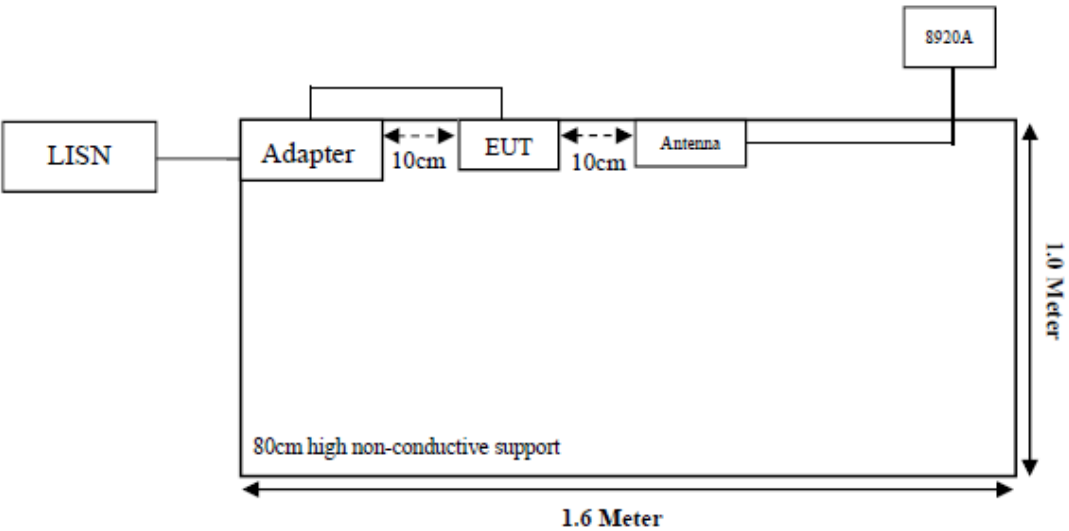 8920A
LISN
Adapter
10cm
EUT
10cm
Antenna
1.0 Meter
80cm high non-conductive support
1.6 Meter